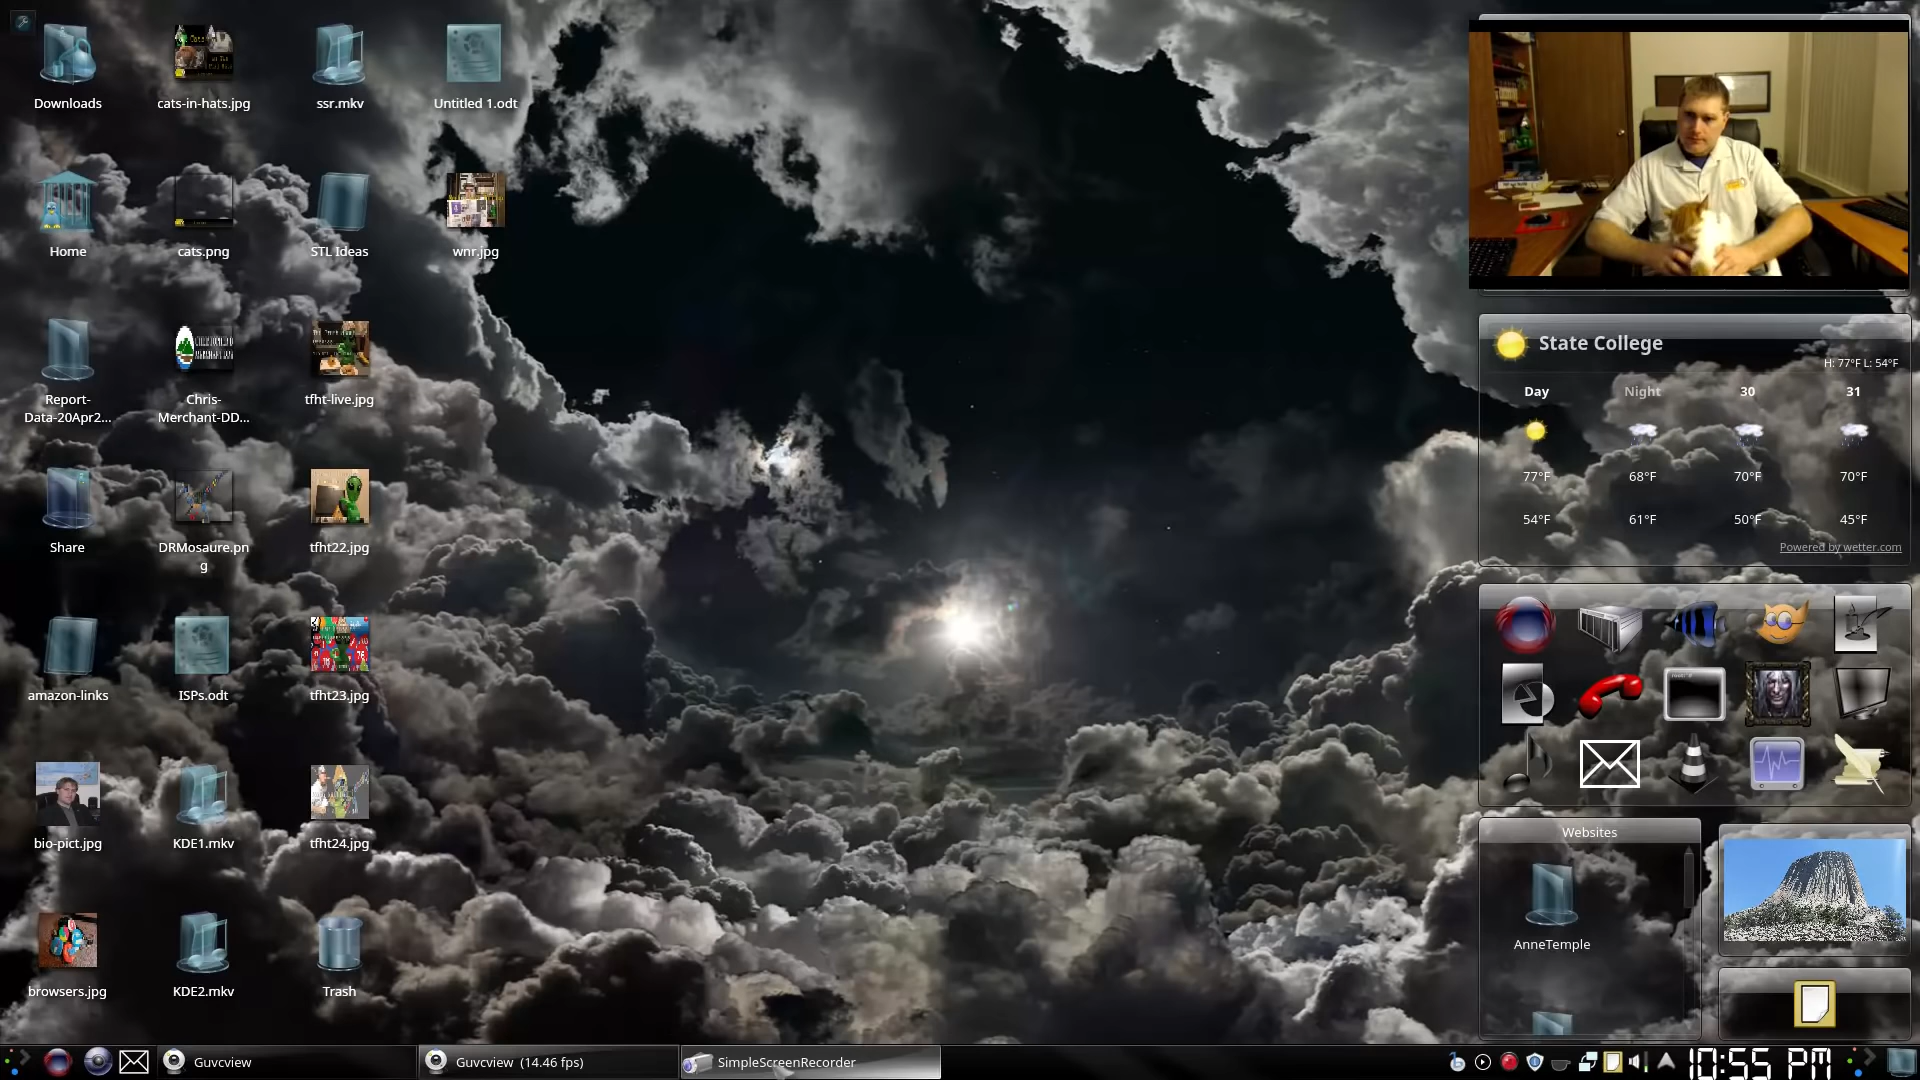 Downloads
cats-in-hats.jpg
ssr.mkv
Untitled 1.odt
Home
cats.png
STL Ideas
wnr.jpg
Report-
Data-20Apr2...
Chris-
Merchant-DD...
tfht-live.jpg
Share
DRMosaure.pn
g
tfht22.jpg
amazon-links
ISPs.odt
tfht23.jpg
bio-pict.jpg
KDE1.mkv
tfht24.jpg
browsers.jpg
KDE2.mkv
Trash
State College
H: 77°F L: 54°F
Day Night 30 31
77°F 68°F 70°F 70°F
54°F 61°F 50°F 45°F
Powered by wetter.com
Websites
AnneTemple
Guvcview
Guvcview (14.46 fps)
SimpleScreenRecorder
10:55 PM